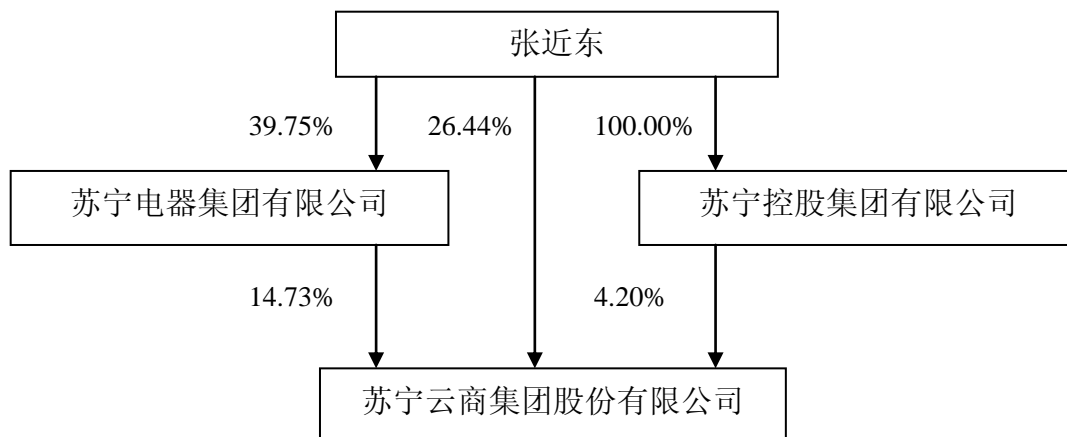 张近东
39.75%
26.44%
100.00%
苏宁电器集团有限公司
苏宁控股集团有限公司
14.73%
4.20%
苏宁云商集团股份有限公司